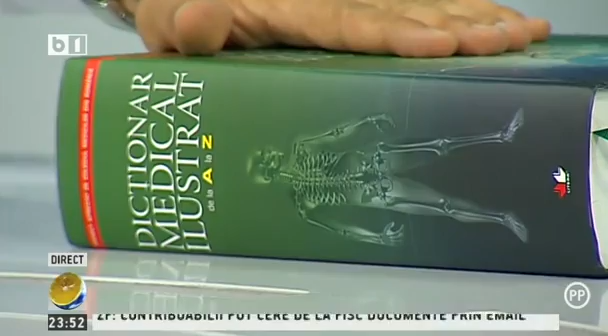 b1
DICȚIONAR
MEDICAL
ILUSTRAT
de la A la Z
DIRECT
PP
23:52
ZF: CONTRIBUABILII POT CERE DE LA FISC DOCUMENTE PRIN EMAIL